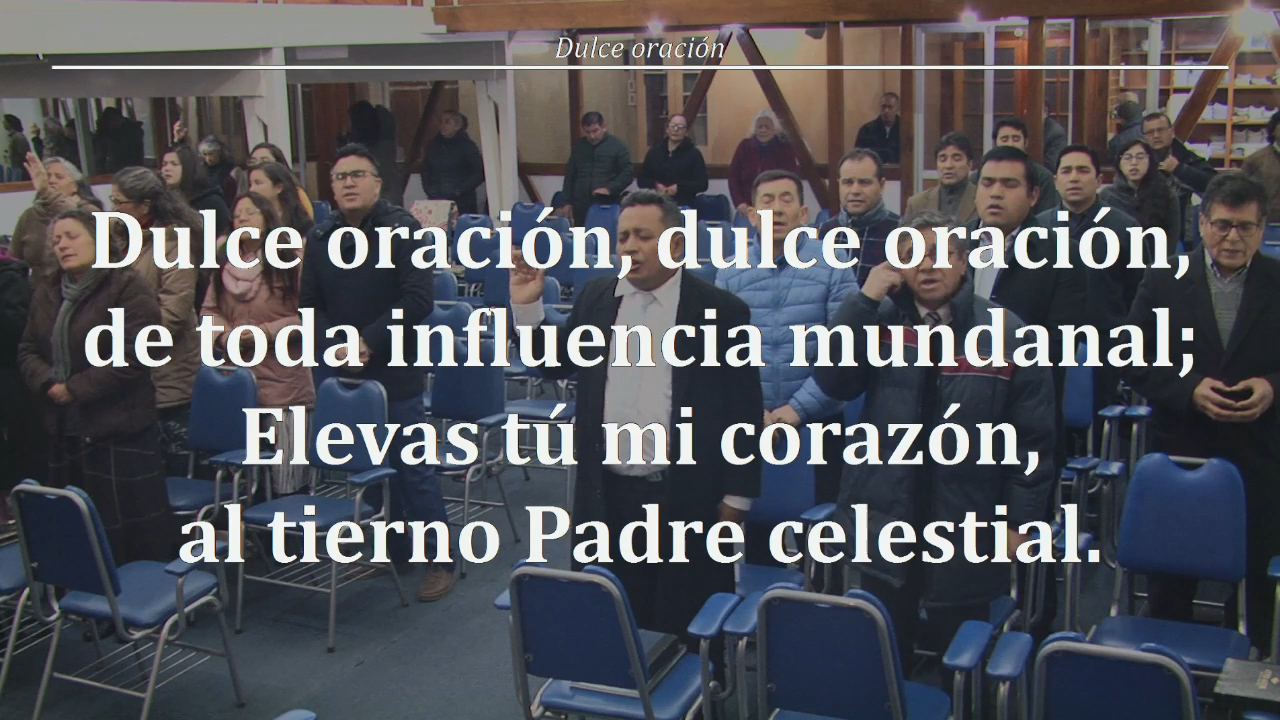 Dulce oración
Dulce oración, dulce oración,
de toda influencia mundanal;
Elevas tú mi corazón,
al tierno Padre celestial.